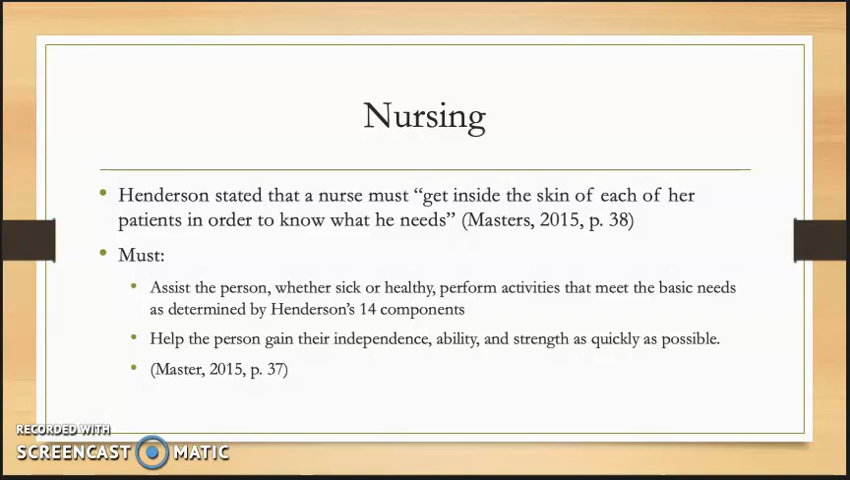 Nursing
• Henderson stated that a nurse must “get inside the skin of each of her
patients in order to know what he needs” (Masters, 2015, p. 38)
• Must:
• Assist the person, whether sick or healthy, perform activities that meet the basic needs
as determined by Henderson’s 14 components
• Help the person gain their independence, ability, and strength as quickly as possible.
• (Master, 2015, p. 37)
RECORDED WITH
SCREENCAST MATIC